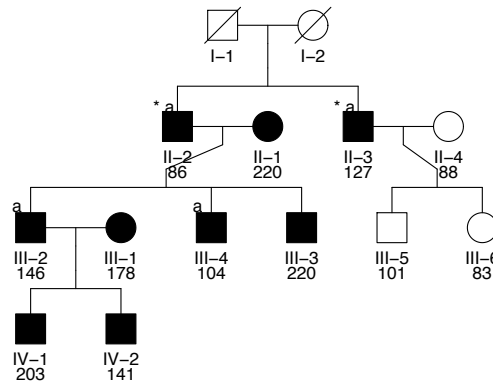 I–1 I–2
* a * a
II–2 II–1 II–3 II–4
86 220 127 88
a a
III–2 III–1 III–4 III–3 III–5 III–6
146 178 104 220 101 83
IV–1 IV–2
203 141